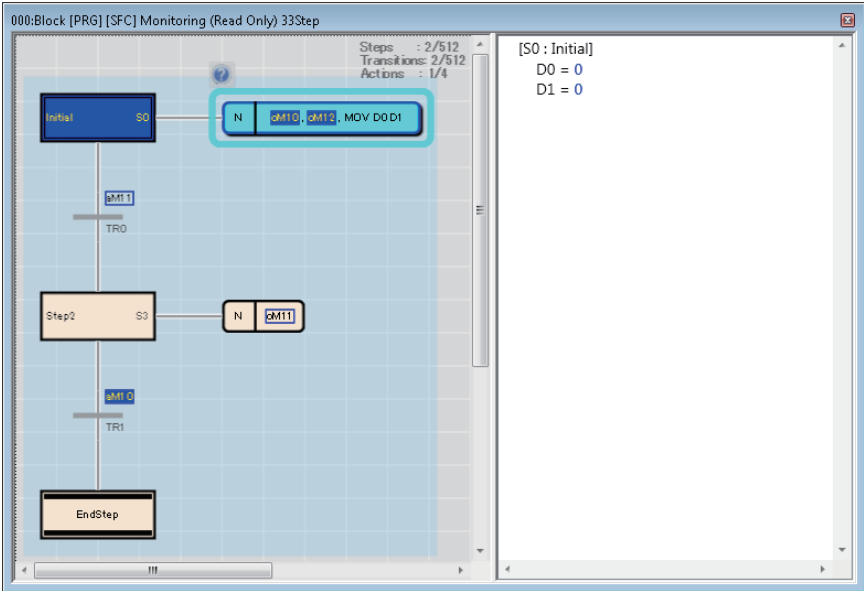 000:Block [PRG] [SFC] Monitoring (Read Only) 33Step
Steps : 2/512
Transitions: 2/512
Actions : 1/4
?
Initial S0
N oM10, oM12, MOV D0 D1
aM11
TR0
Step2 S3
N oM11
aM10
TR1
EndStep
[S0 : Initial]
D0 = 0
D1 = 0